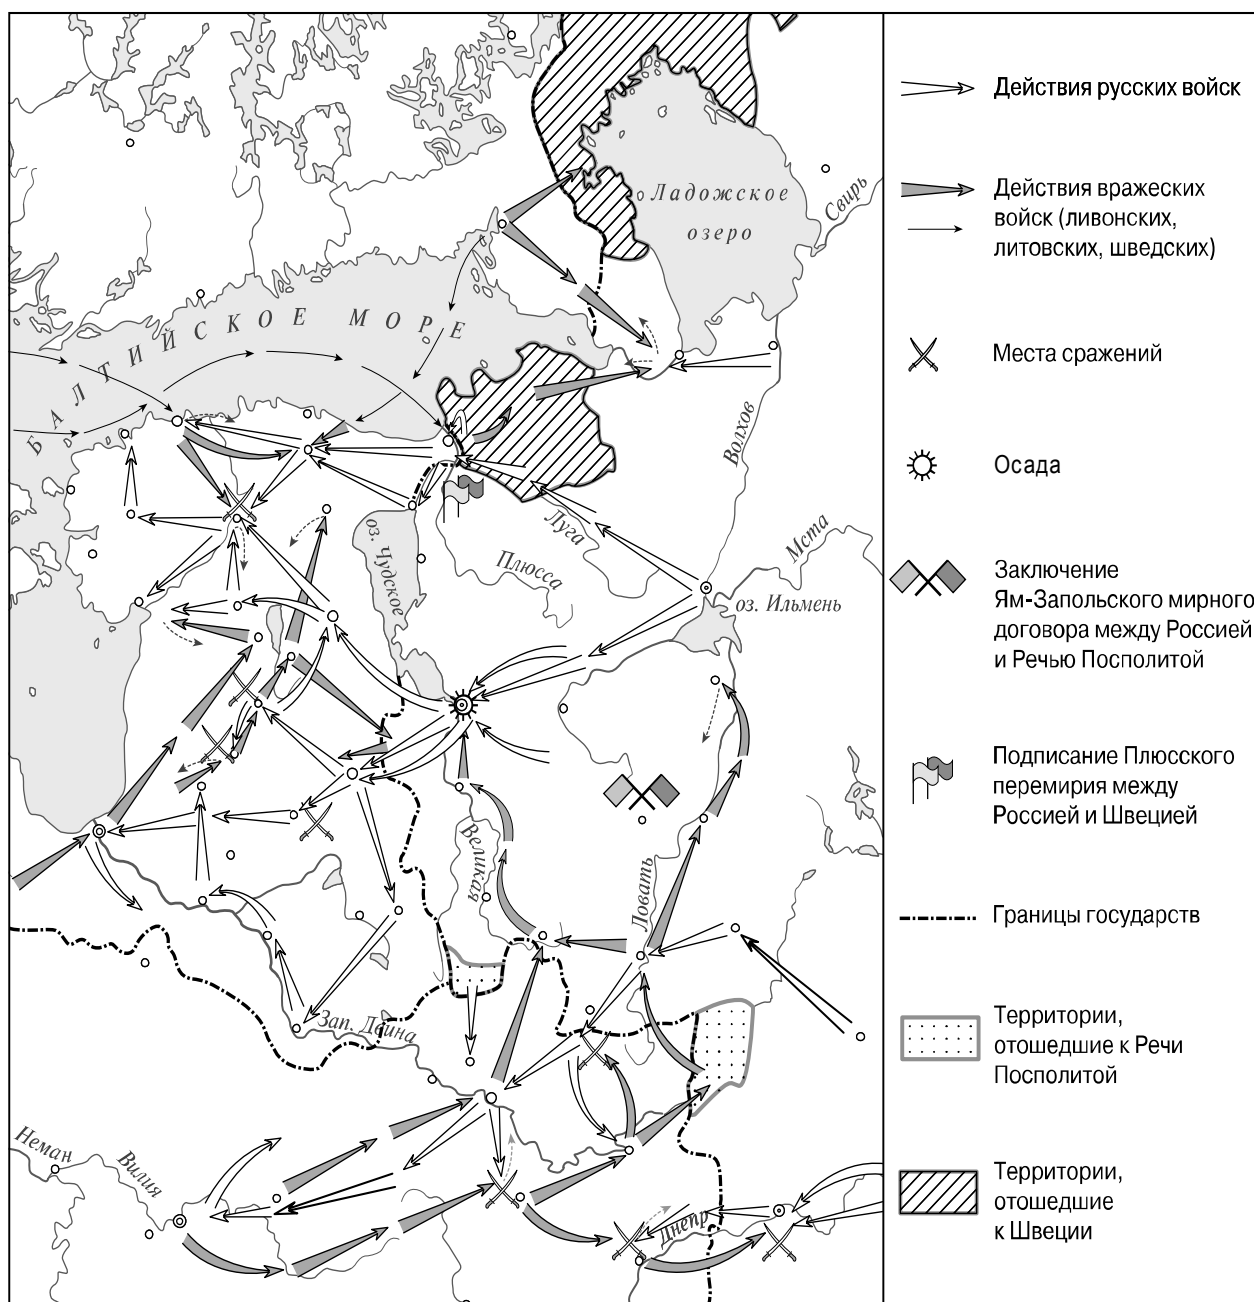 Ладожское
озеро
Свирь
БАЛТИЙСКОЕ МОРЕ
Волхов
Луга
Плюсса
оз. Чудское
Мста
оз. Ильмень
Великая
Ловать
Зап. Двина
Неман
Вилия
Днепр
Действия русских войск
Действия вражеских
войск (ливонских,
литовских, шведских)
Места сражений
Осада
Заключение
Ям-Запольского мирного
договора между Россией
и Речью Посполитой
Подписание Плюсского
перемирия между
Россией и Швецией
Границы государств
Территории,
отошедшие к Речи
Посполитой
Территории,
отошедшие
к Швеции